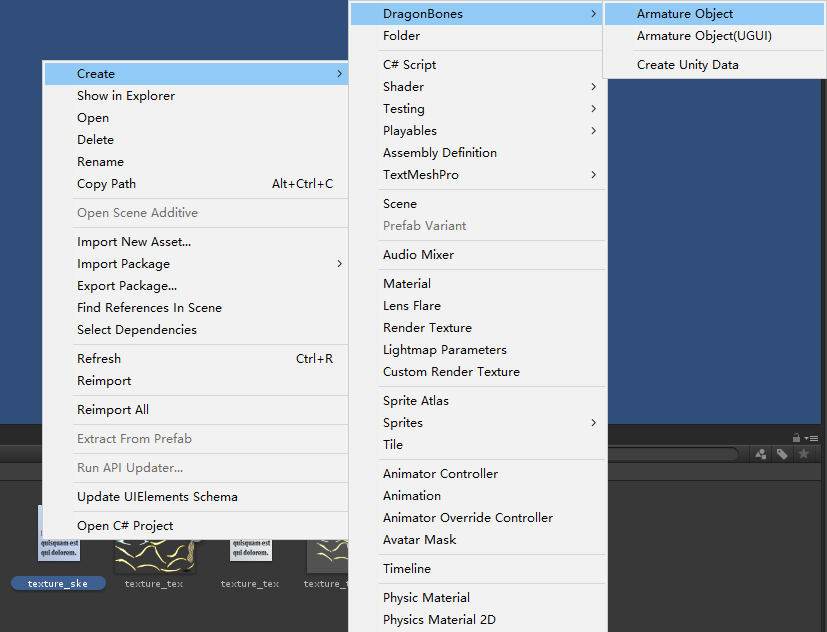 Create
Show in Explorer
Open
Delete
Rename
Copy Path Alt+Ctrl+C
Open Scene Additive
Import New Asset...
Import Package
Export Package...
Find References In Scene
Select Dependencies
Refresh Ctrl+R
Reimport
Reimport All
Extract From Prefab
Run API Updater...
Update UIElements Schema
Open C# Project
DragonBones
Folder
C# Script
Shader
Testing
Playables
Assembly Definition
TextMeshPro
Scene
Prefab Variant
Audio Mixer
Material
Lens Flare
Render Texture
Lightmap Parameters
Custom Render Texture
Sprite Atlas
Sprites
Tile
Animator Controller
Animation
Animator Override Controller
Avatar Mask
Timeline
Physic Material
Physics Material 2D
Armature Object
Armature Object(UGUI)
Create Unity Data
quisquam est
qui dolorem.
quisquam est
qui dolorem.
texture_ske
texture_tex
texture_tex